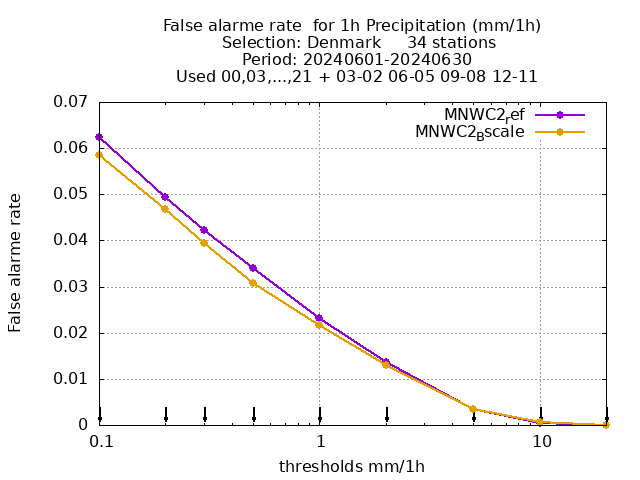 False alarme rate  for 1h Precipitation (mm/1h)
Selection: Denmark     34 stations
Period: 20240601-20240630
Used 00,03,...,21 + 03-02 06-05 09-08 12-11
MNWC2ref
MNWC2Bscale
0.07
0.06
0.05
0.04
0.03
0.02
0.01
0
False alarme rate
0.1
1
10
thresholds mm/1h